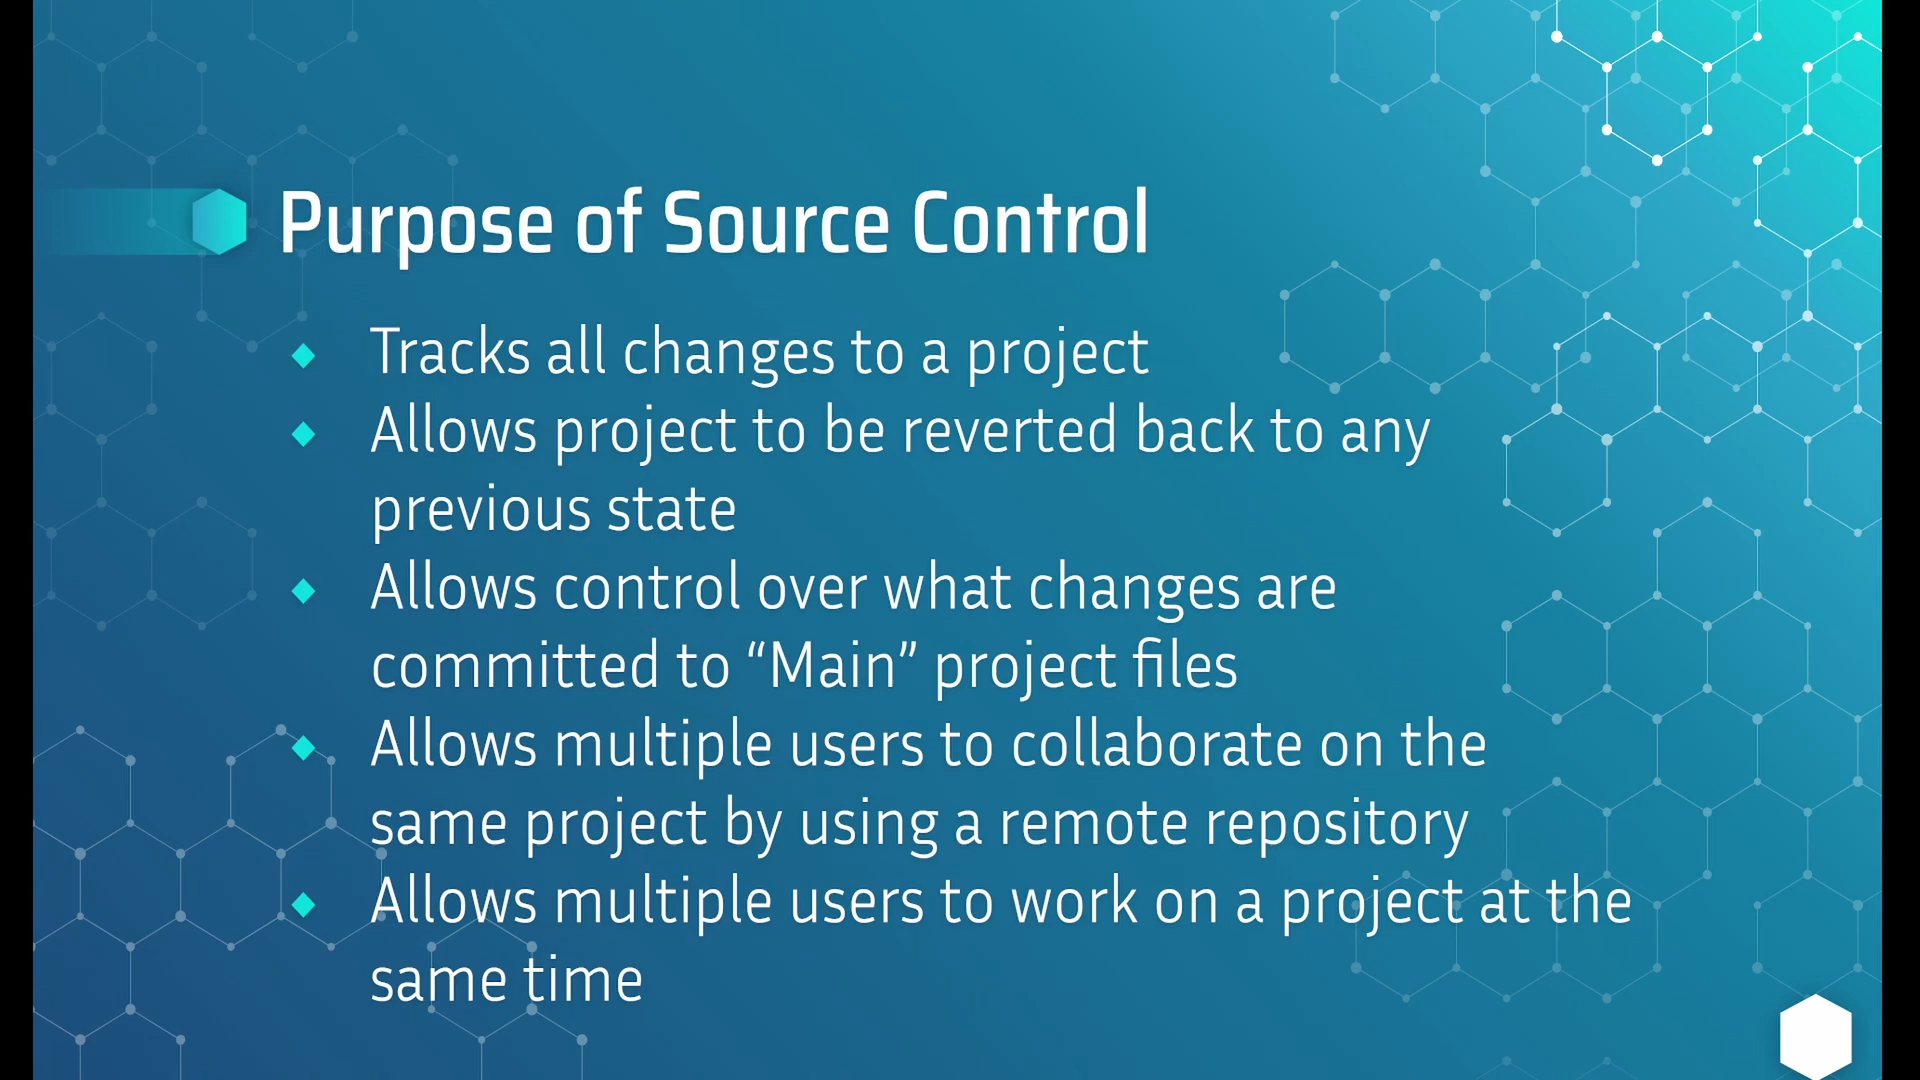 Purpose of Source Control
Tracks all changes to a project
Allows project to be reverted back to any
previous state
Allows control over what changes are
committed to “Main” project files
Allows multiple users to collaborate on the
same project by using a remote repository
Allows multiple users to work on a project at the
same time